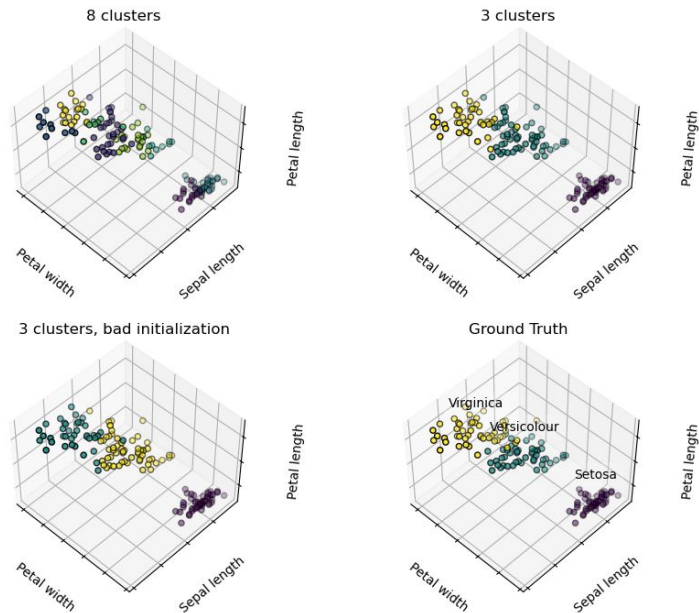 8 clusters
Petal length
Petal width
Sepal length
3 clusters
Petal length
Petal width
Sepal length
3 clusters, bad initialization
Petal length
Petal width
Sepal length
Ground Truth
Virginica
Versicolour
Setosa
Petal length
Petal width
Sepal length